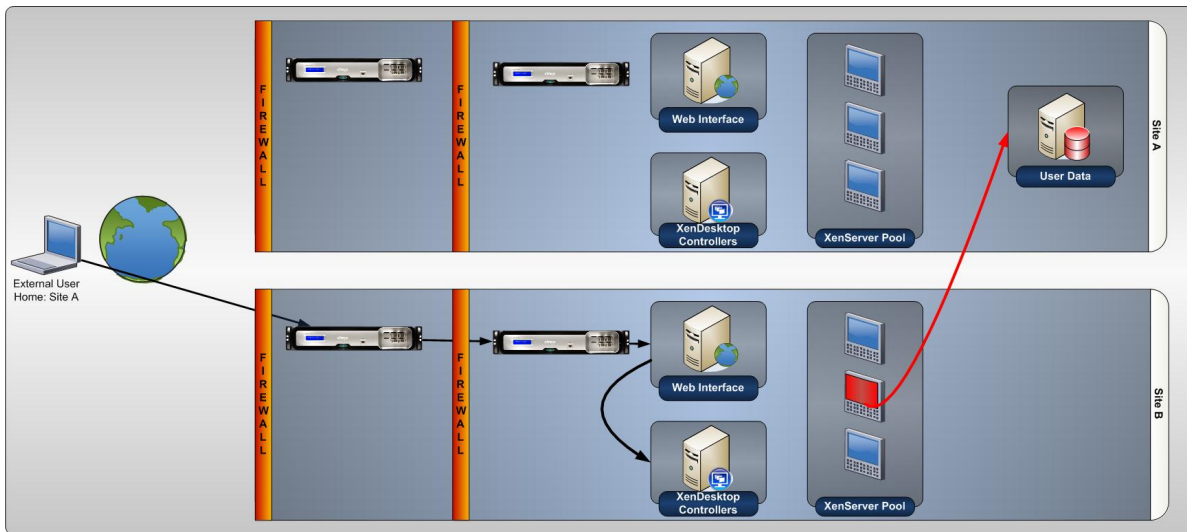 FIREWALL
FIREWALL
Web Interface
XenDesktop
Controllers
XenServer Pool
User Data
Site A
External User
Home: Site A
FIREWALL
FIREWALL
Web Interface
XenDesktop
Controllers
XenServer Pool
Site B